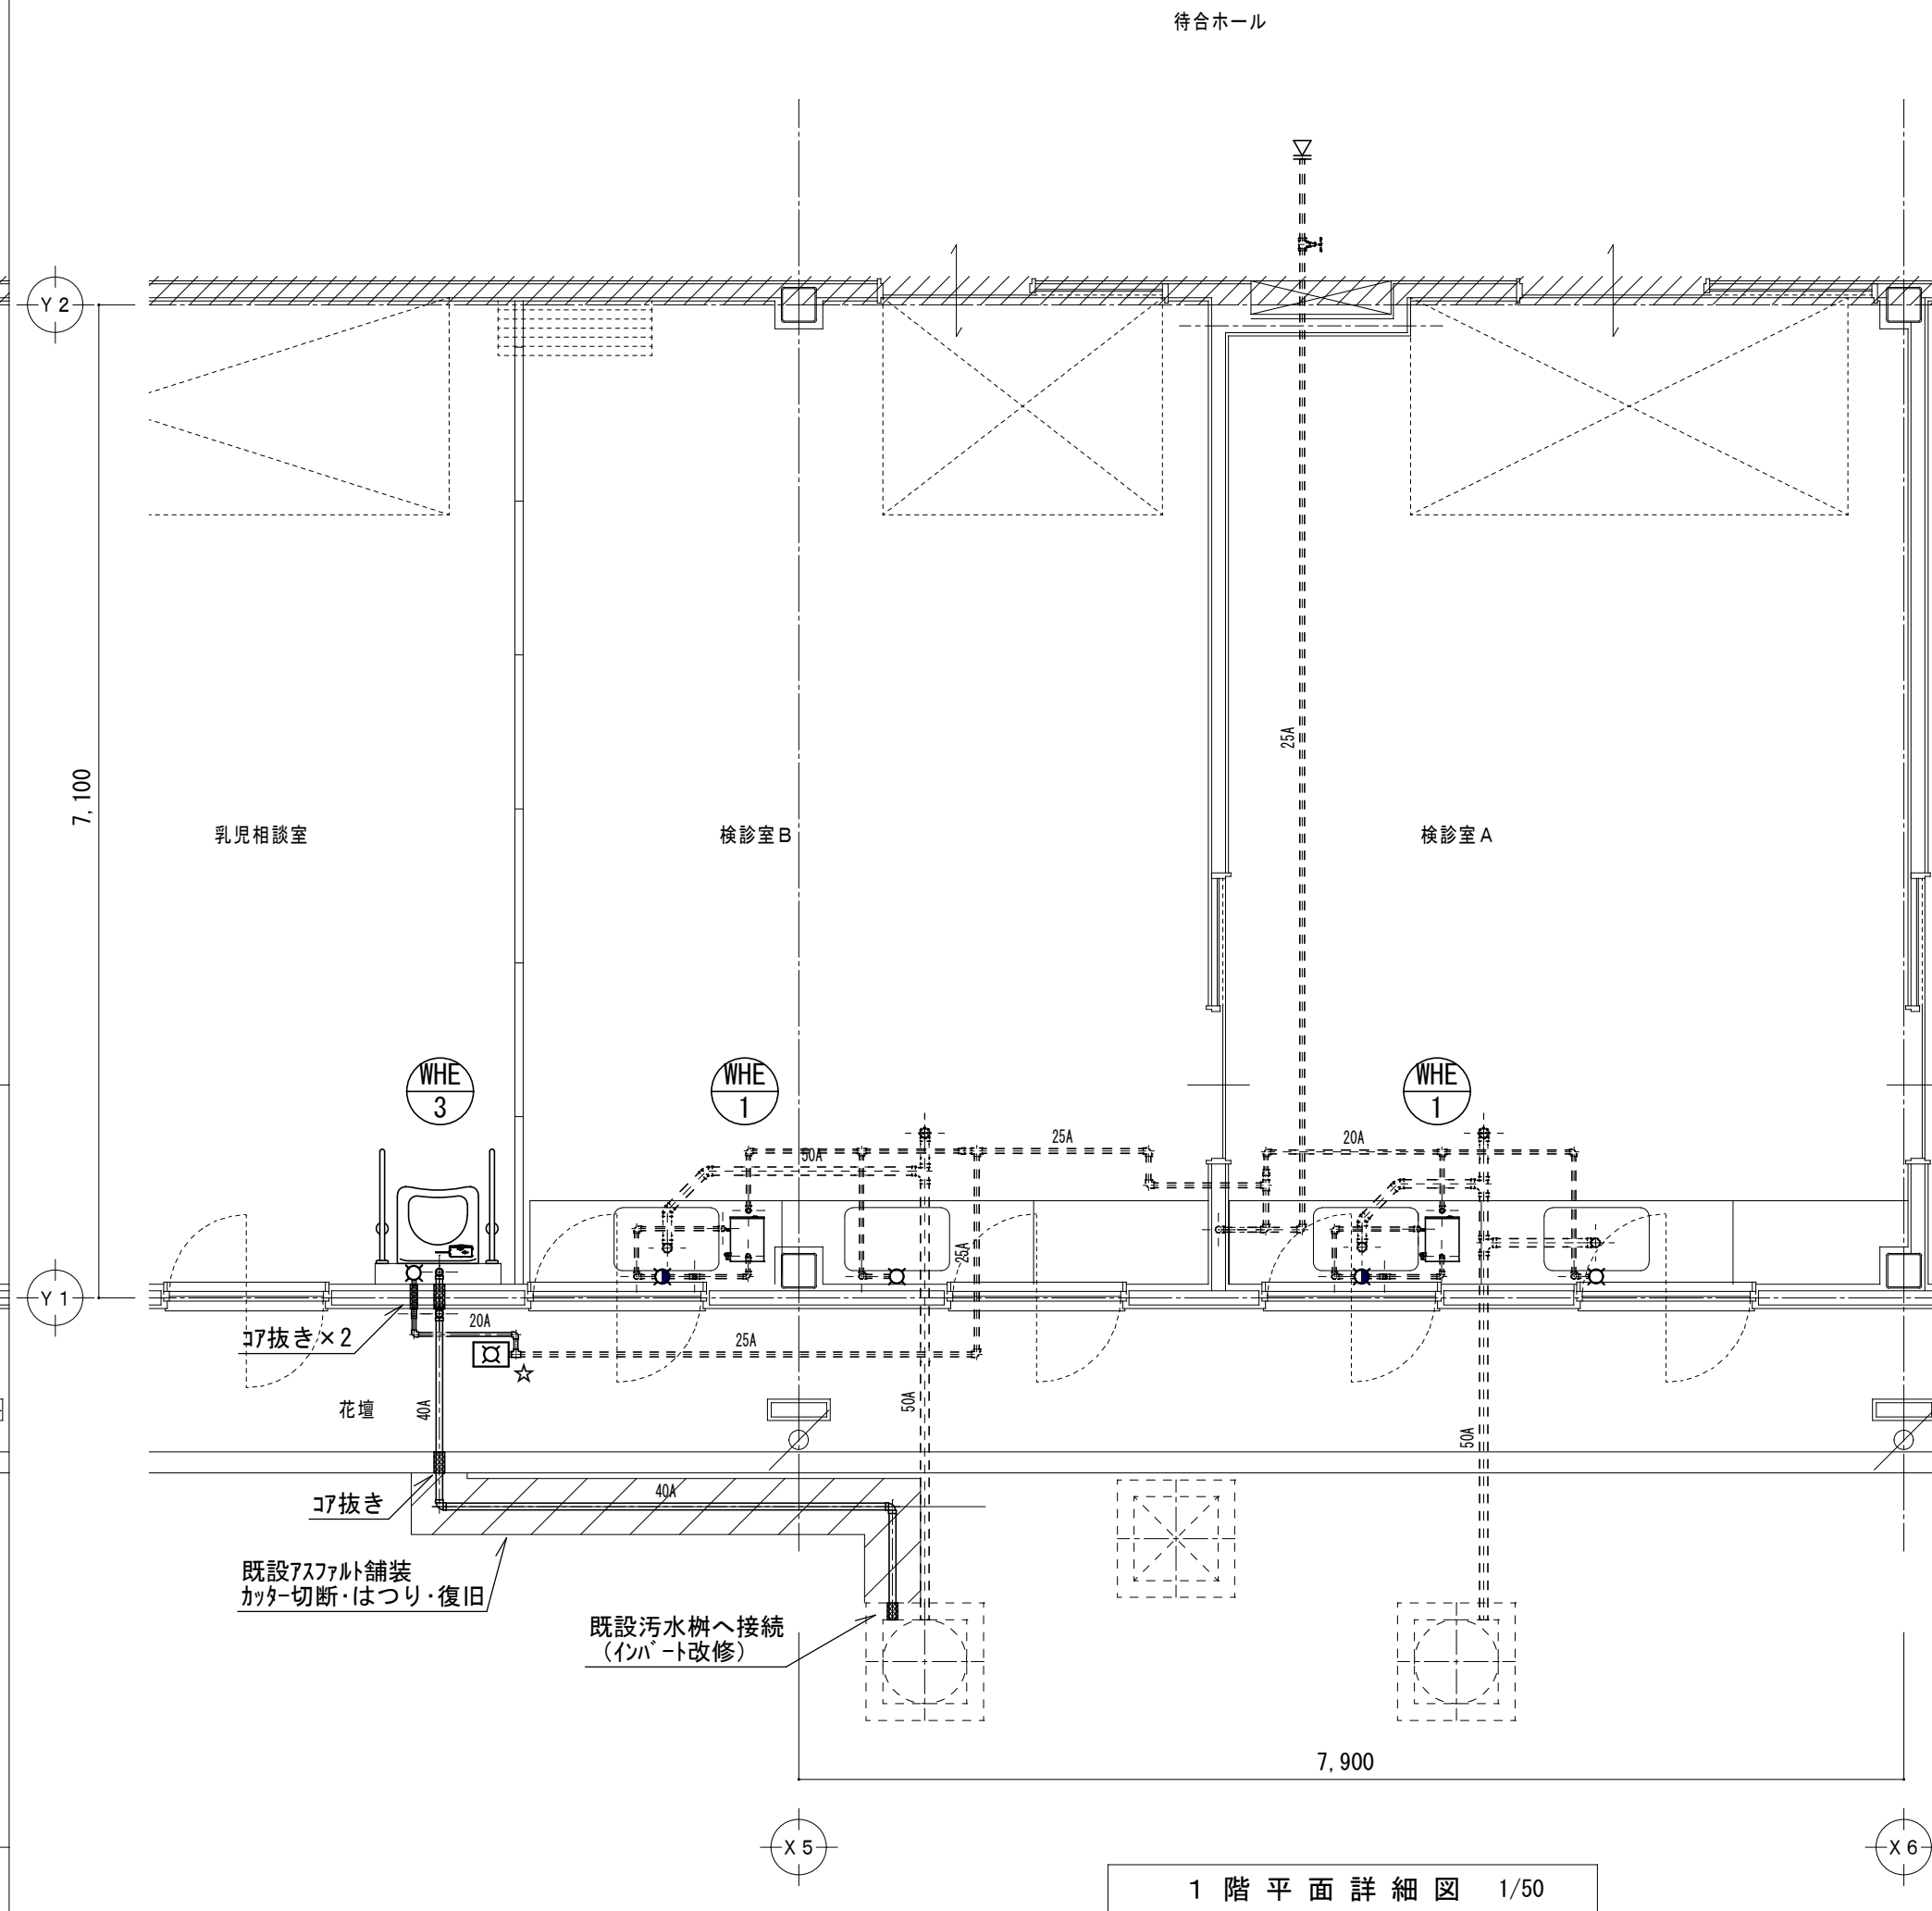 待合ホール
Y 2
7,100
25A
乳児相談室
検診室B
検診室A
WHE
3
WHE
1
WHE
1
50A
25A
20A
25A
Y 1
コア抜き×2
20A
25A
☆
花壇
40A
50A
50A
コア抜き
40A
既設アスファルト舗装
カッター切断・はつり・復旧
既設汚水桝へ接続
（インバート改修）
7,900
X 5
X 6
1 階 平 面 詳 細 図 1/50